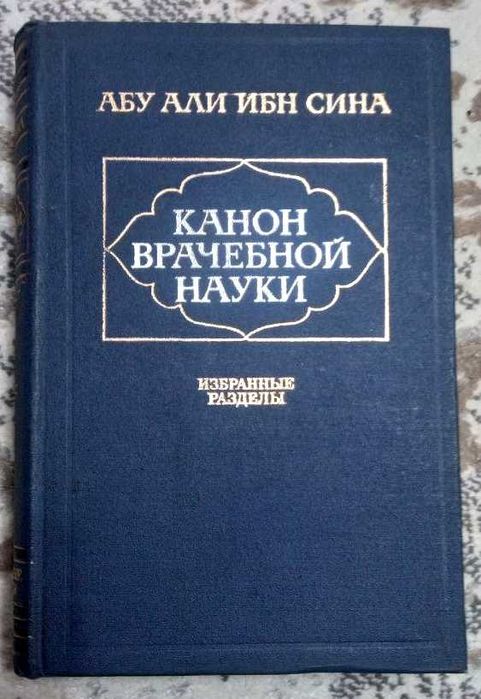 АБУ АЛИ ИБН СИНА
КАНОН
ВРАЧЕБНОЙ
НАУКИ
ИЗБРАННЫЕ
РАЗДЕЛЫ